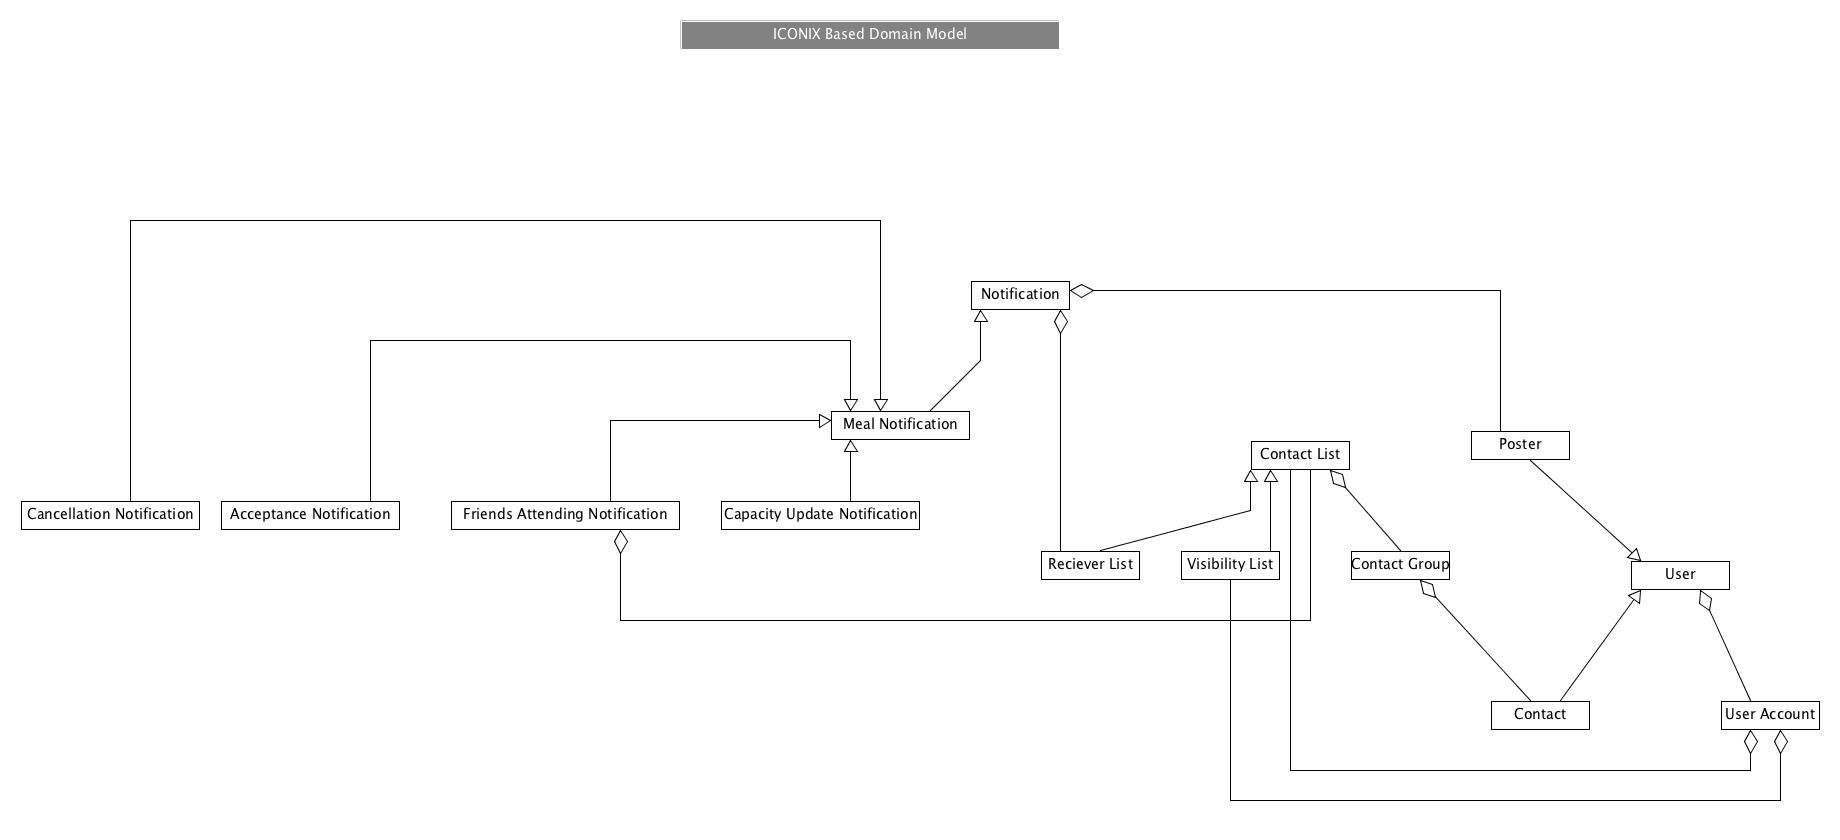 ICONIX Based Domain Model
Notification
Meal Notification
Poster
Contact List
Cancellation Notification
Acceptance Notification
Friends Attending Notification
Capacity Update Notification
Reciever List
Visibility List
Contact Group
User
Contact
User Account